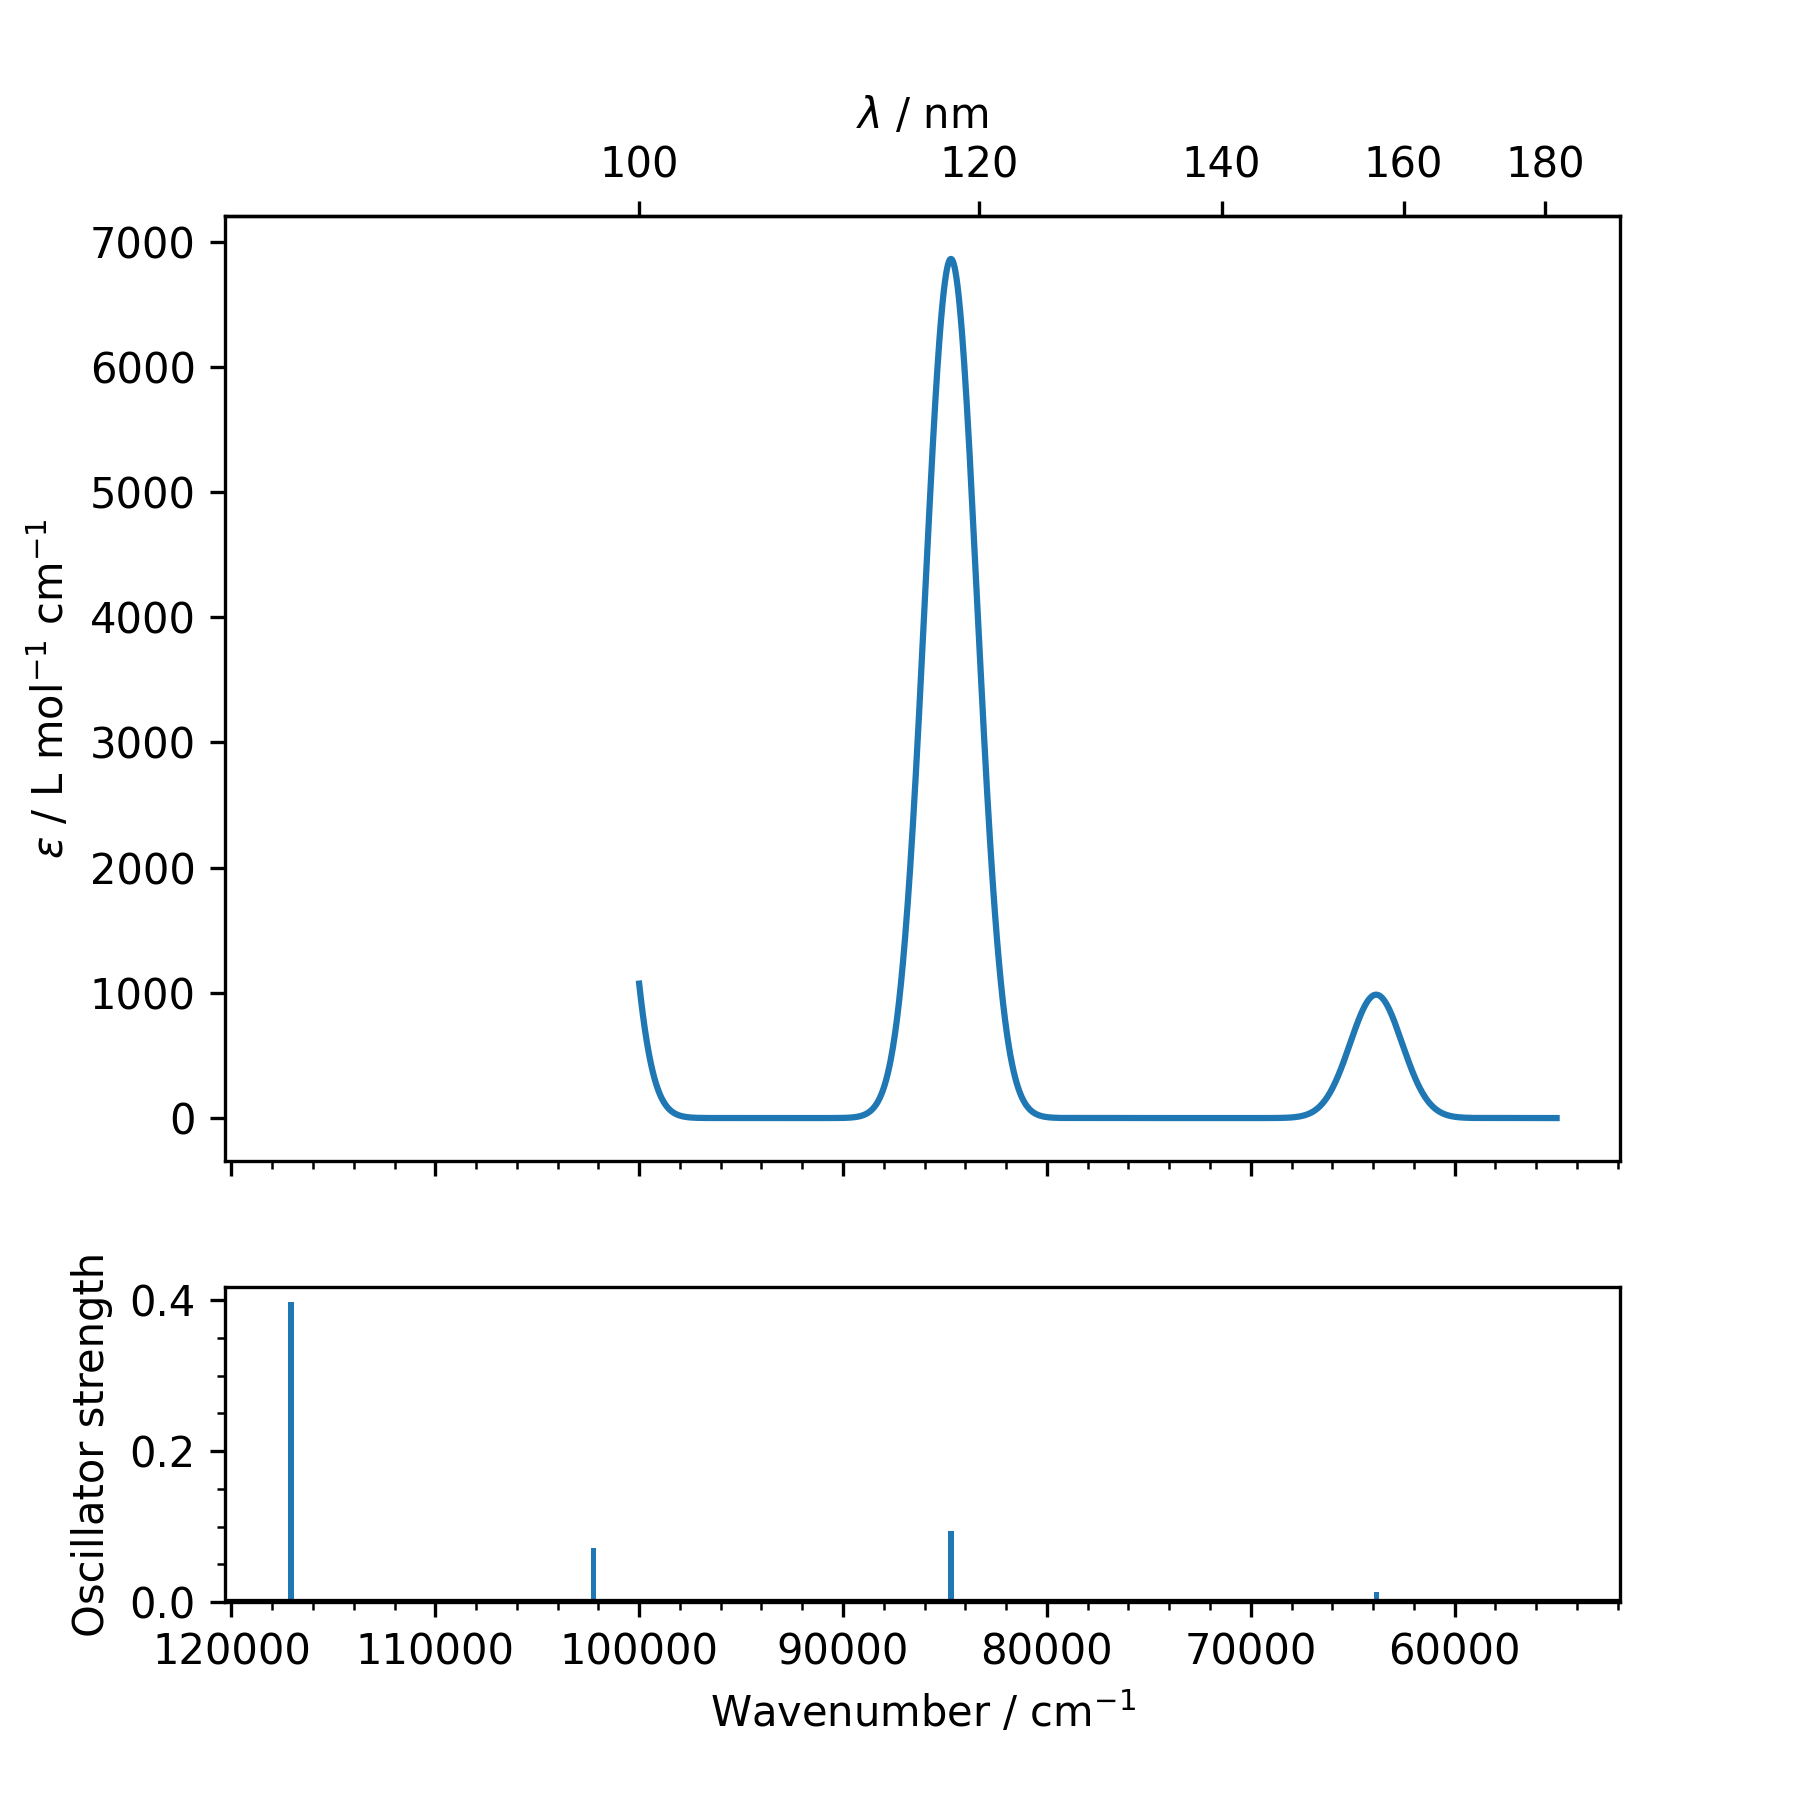 λ / nm
100 120 140 160 180
7000
6000
5000
4000
3000
2000
1000
0
ε / L mol⁻¹ cm⁻¹
0.4
0.2
0.0
Oscillator strength
120000 110000 100000 90000 80000 70000 60000
Wavenumber / cm⁻¹